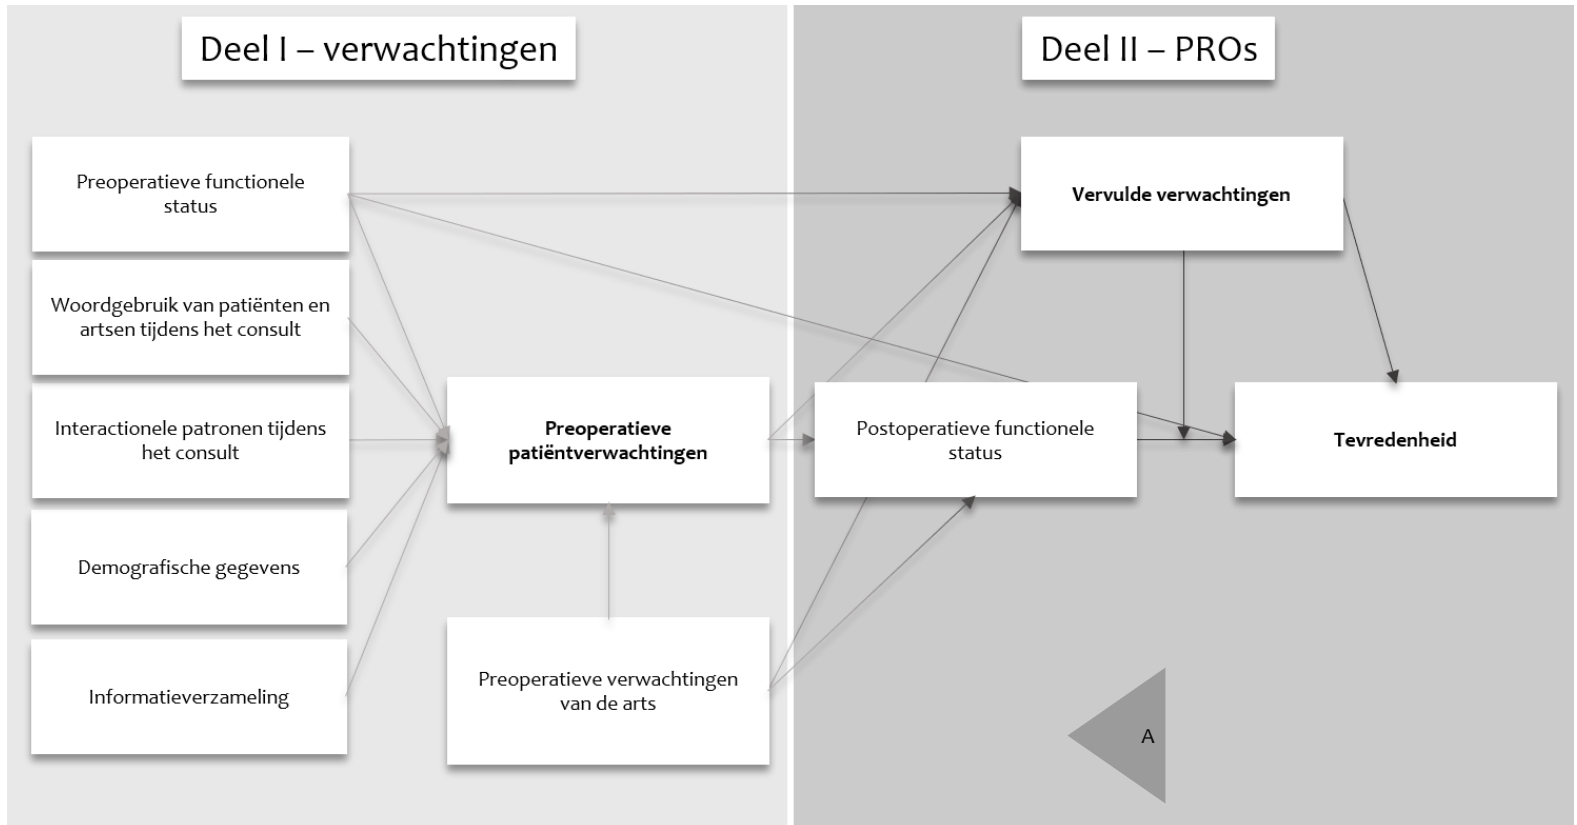 Deel I – verwachtingen
Deel II – PROs
Preoperatieve functionele
status
Woordgebruik van patiënten en
artsen tijdens het consult
Interactionele patronen tijdens
het consult
Demografische gegevens
Informatieverzameling
Preoperatieve
patiëntverwachtingen
Preoperatieve verwachtingen
van de arts
Vervulde verwachtingen
Postoperatieve functionele
status
Tevredenheid
A